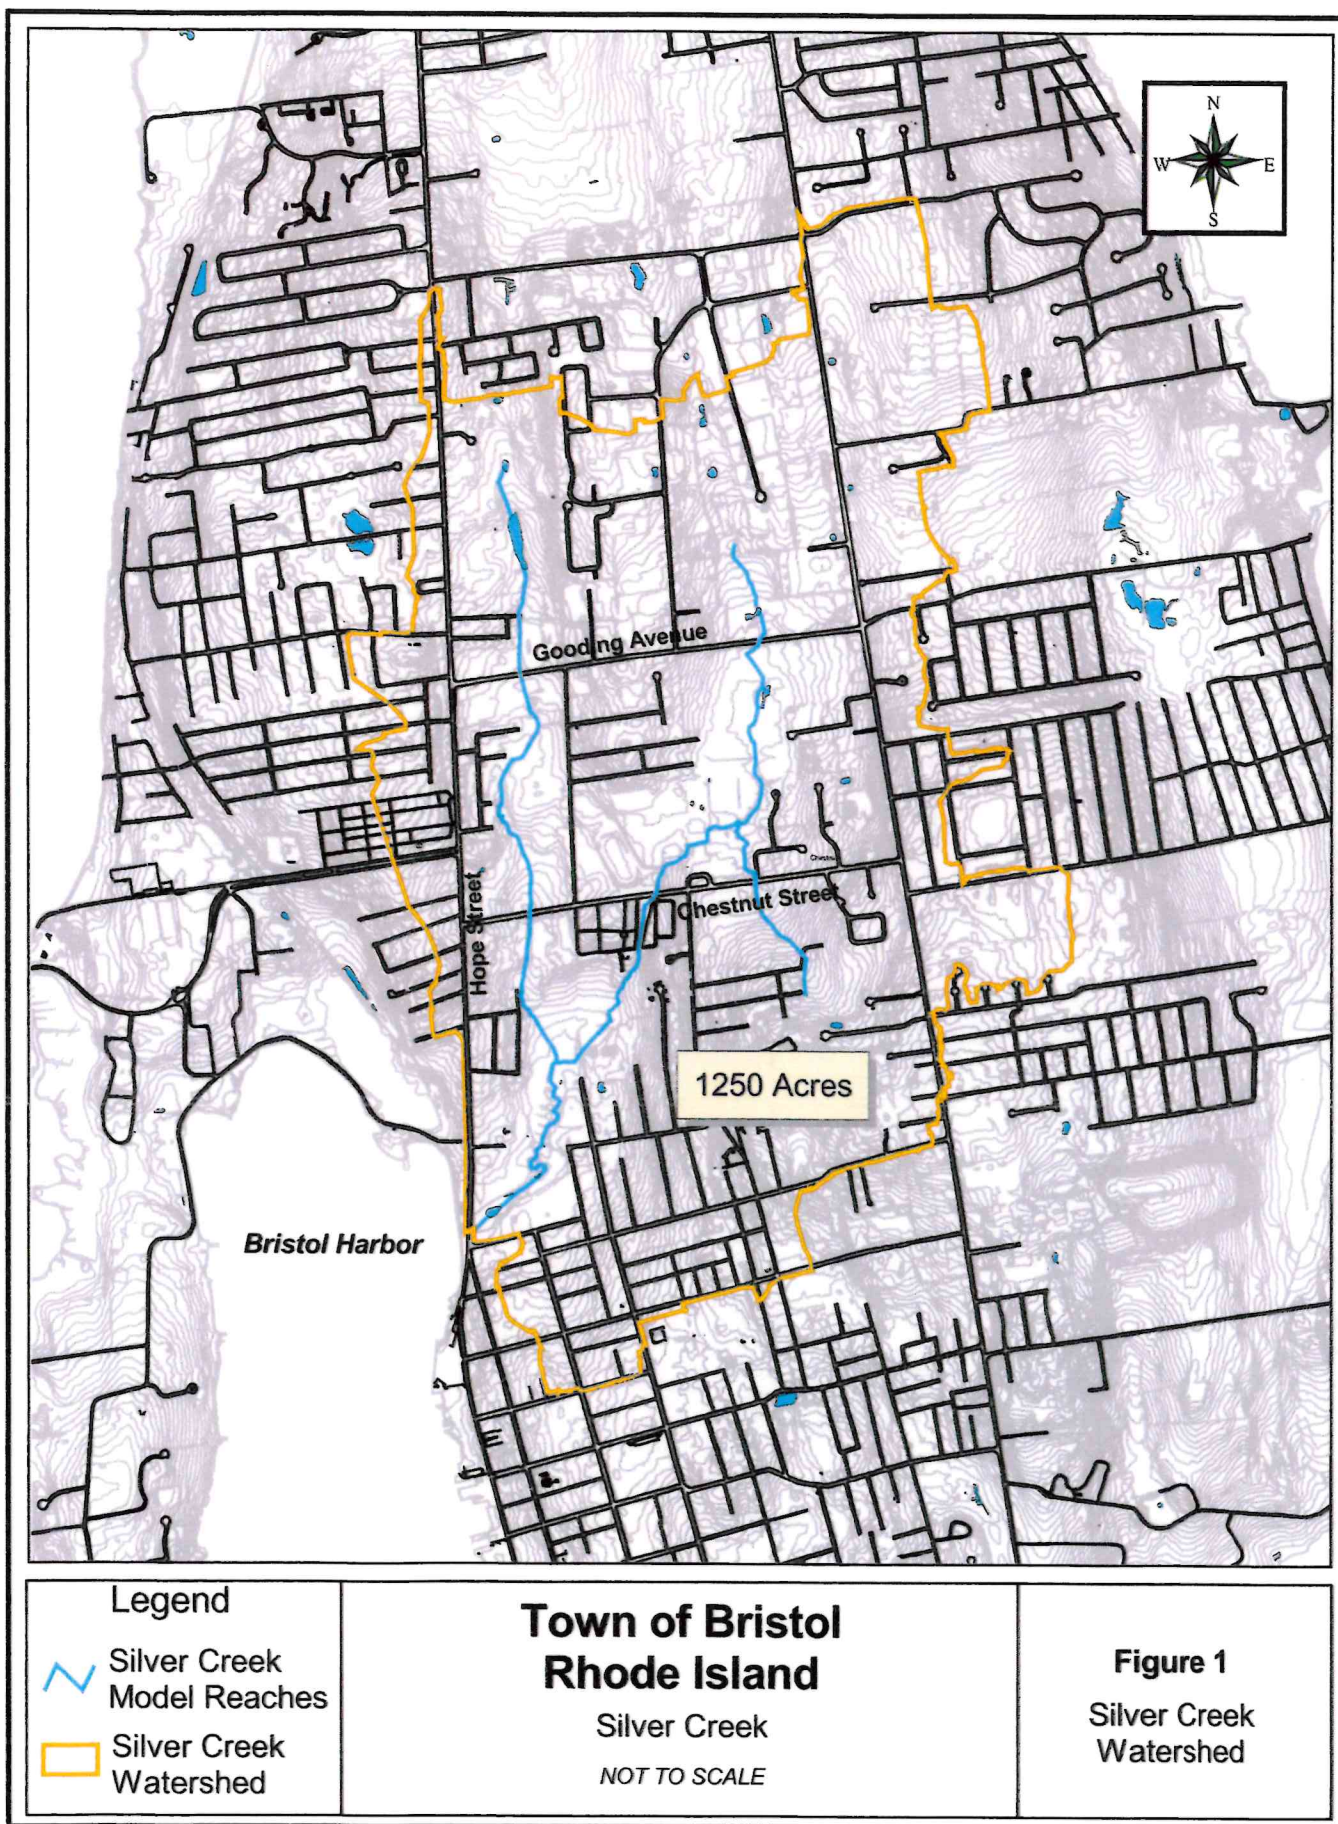 N
W
E
S
Gooding Avenue
Chestnut Street
Hope Street
1250 Acres
Bristol Harbor
Legend
Silver Creek
Model Reaches
Silver Creek
Watershed
Town of Bristol
Rhode Island
Silver Creek
NOT TO SCALE
Figure 1
Silver Creek
Watershed